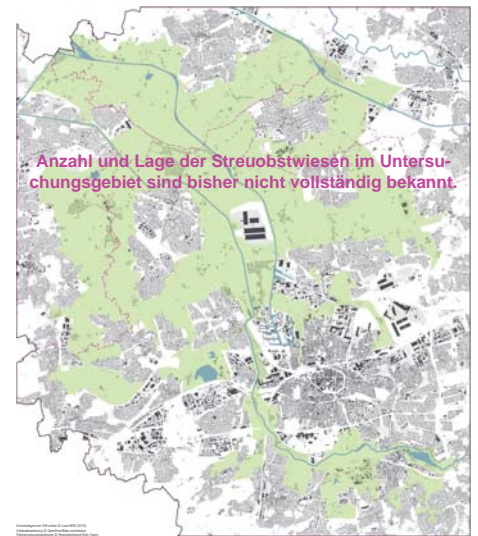 Anzahl und Lage der Streuobstwiesen im Untersu-
chungsgebiet sind bisher nicht vollständig bekannt.